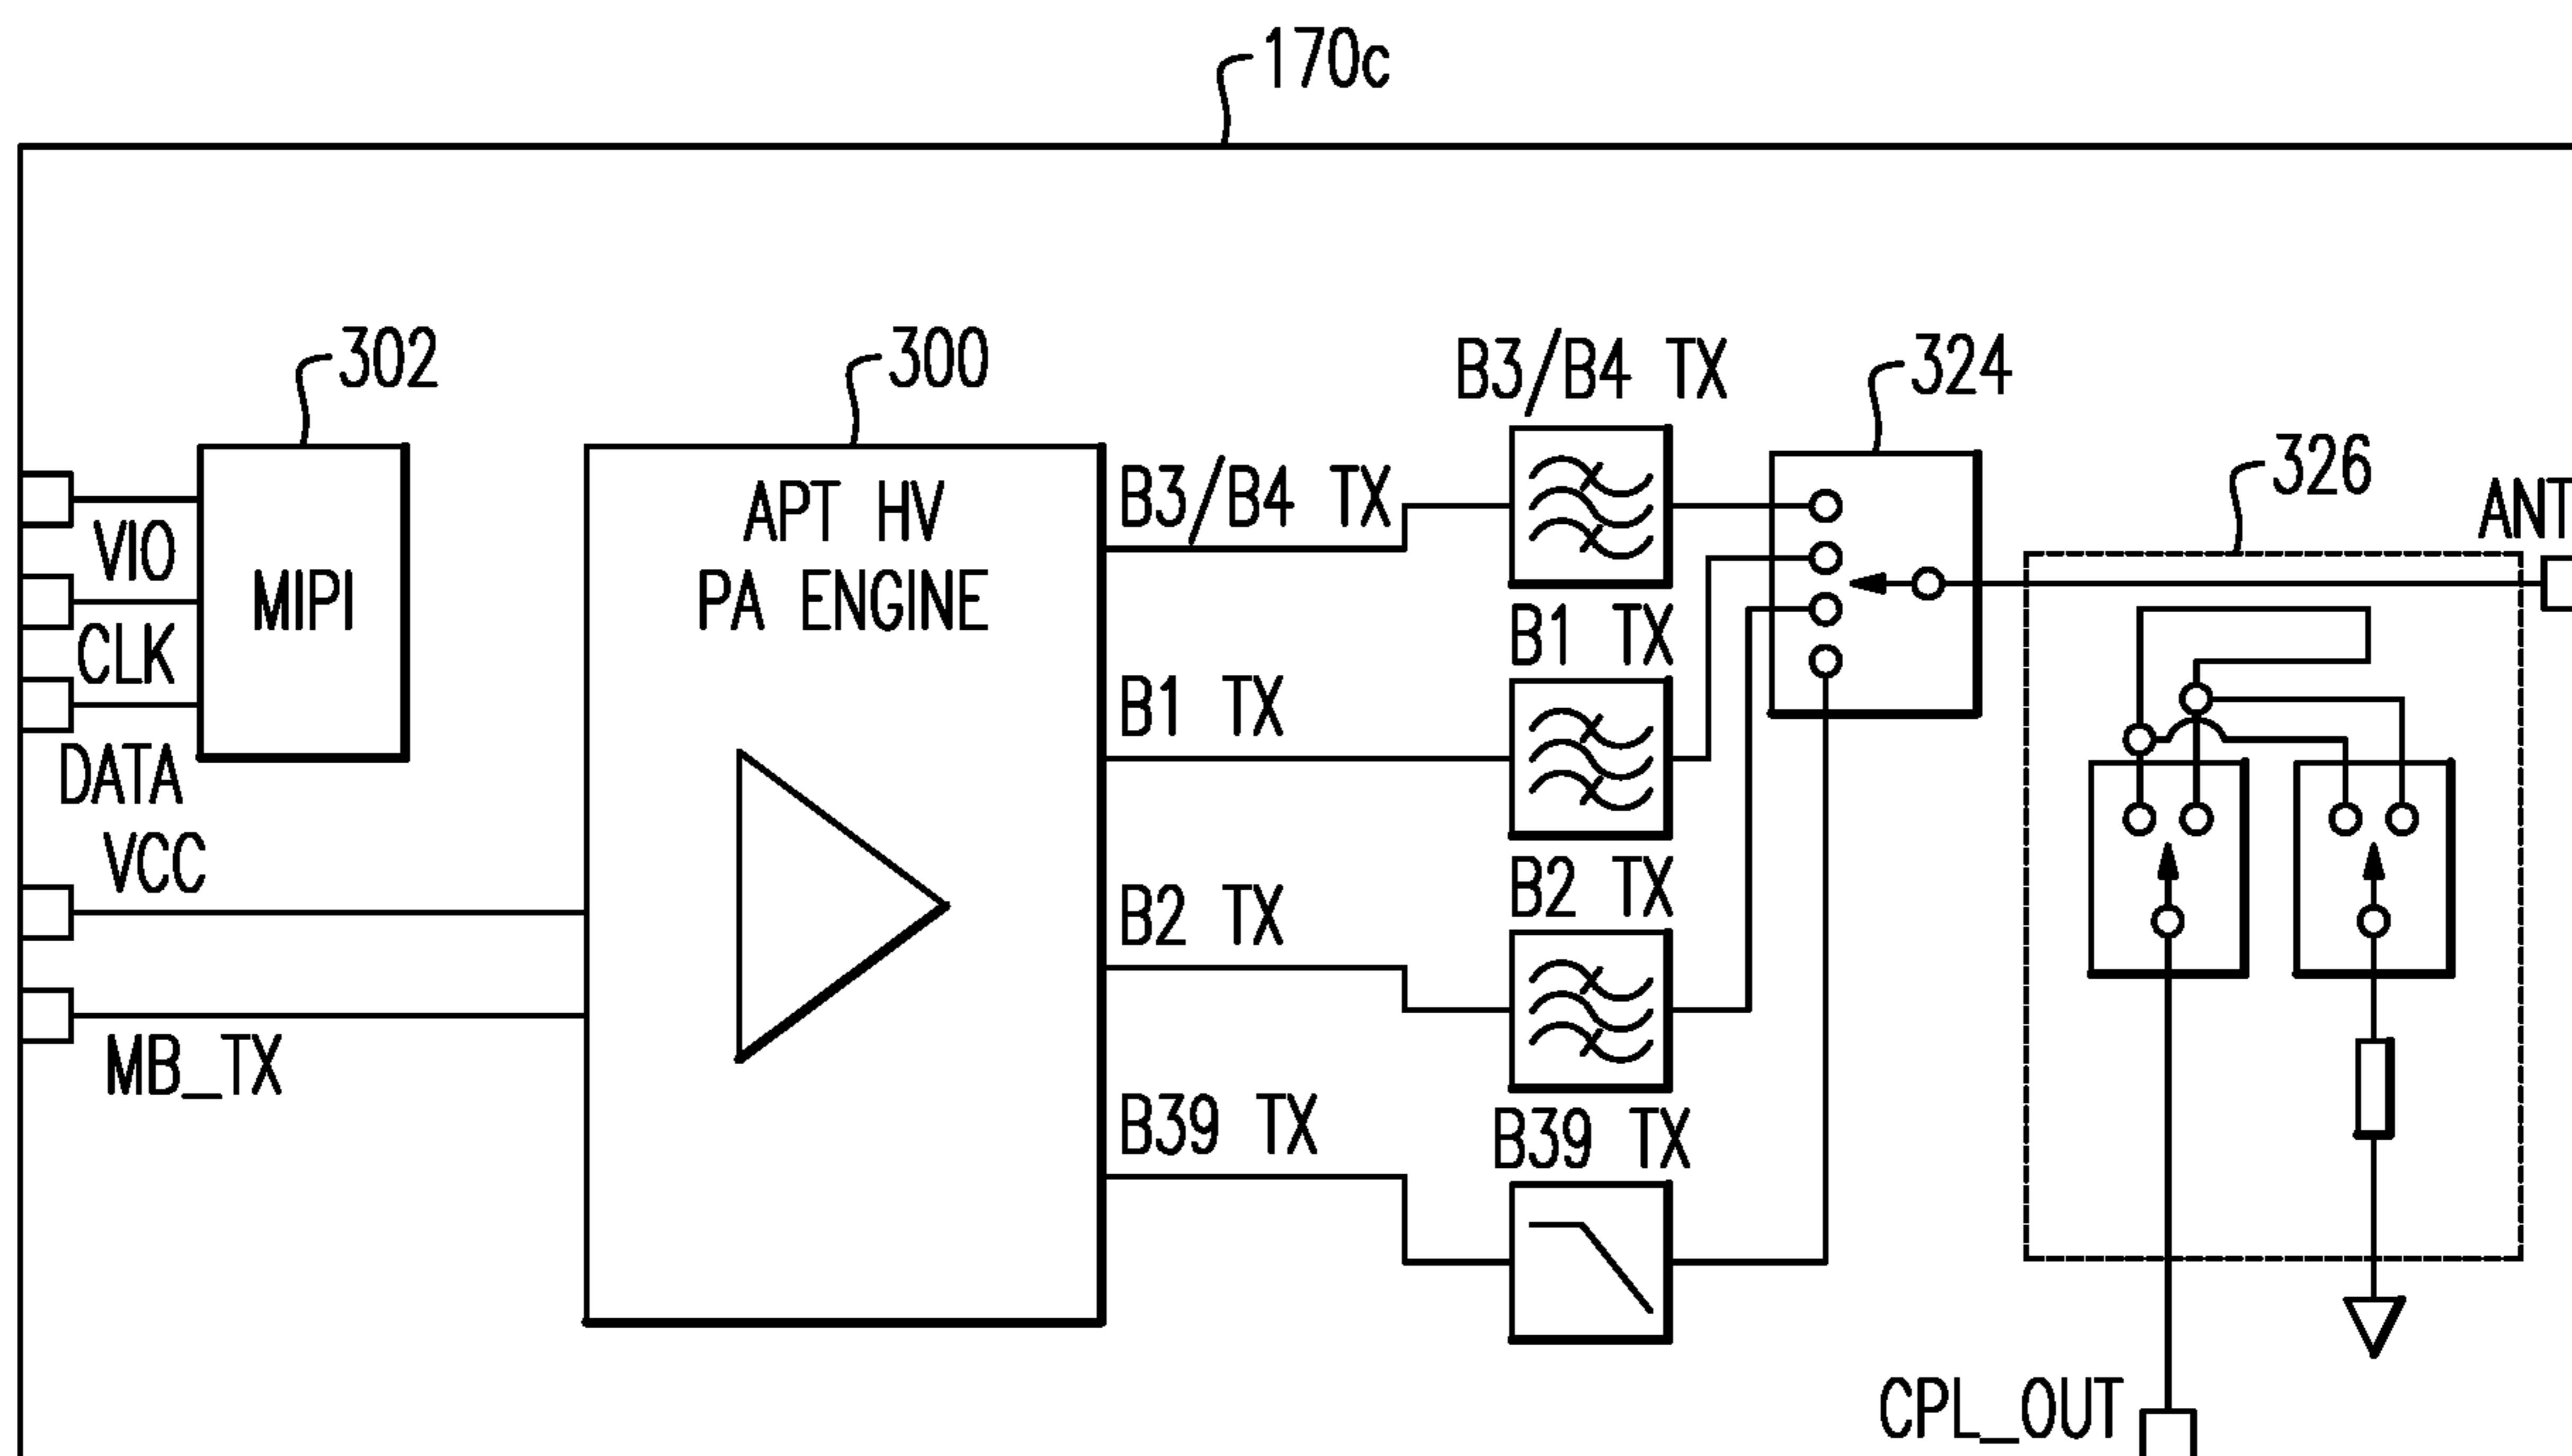 170c
302
300
324
326
B3/B4 TX
ANT
APT HV
PA ENGINE
B3/B4 TX
VIO
MIPI
CLK
B1 TX
B1 TX
DATA
VCC
B2 TX
B2 TX
MB_TX
B39 TX
B39 TX
CPL_OUT